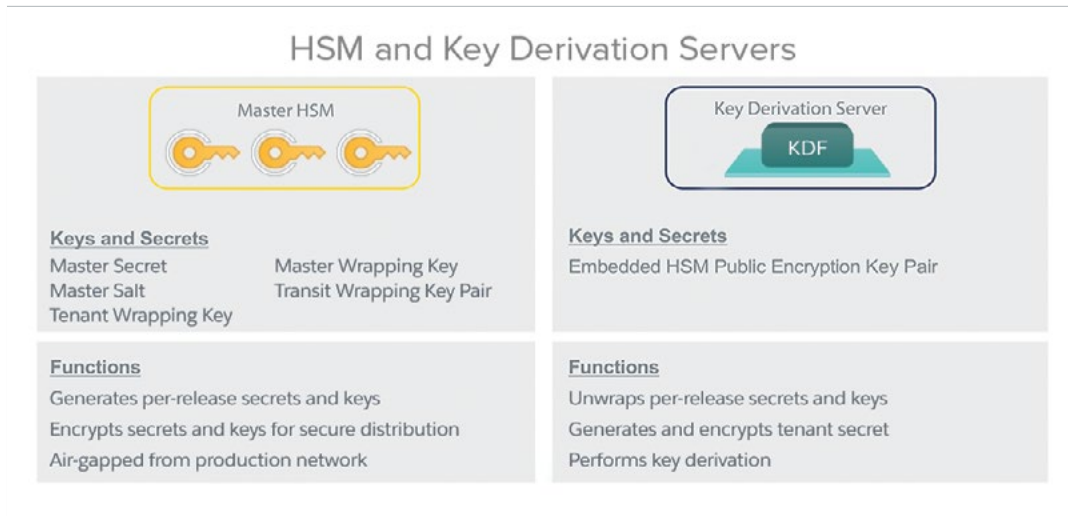 HSM and Key Derivation Servers
Master HSM
Keys and Secrets
Master Secret
Master Salt
Tenant Wrapping Key
Master Wrapping Key
Transit Wrapping Key Pair
Functions
Generates per-release secrets and keys
Encrypts secrets and keys for secure distribution
Air-gapped from production network
Key Derivation Server
KDF
Keys and Secrets
Embedded HSM Public Encryption Key Pair
Functions
Unwraps per-release secrets and keys
Generates and encrypts tenant secret
Performs key derivation